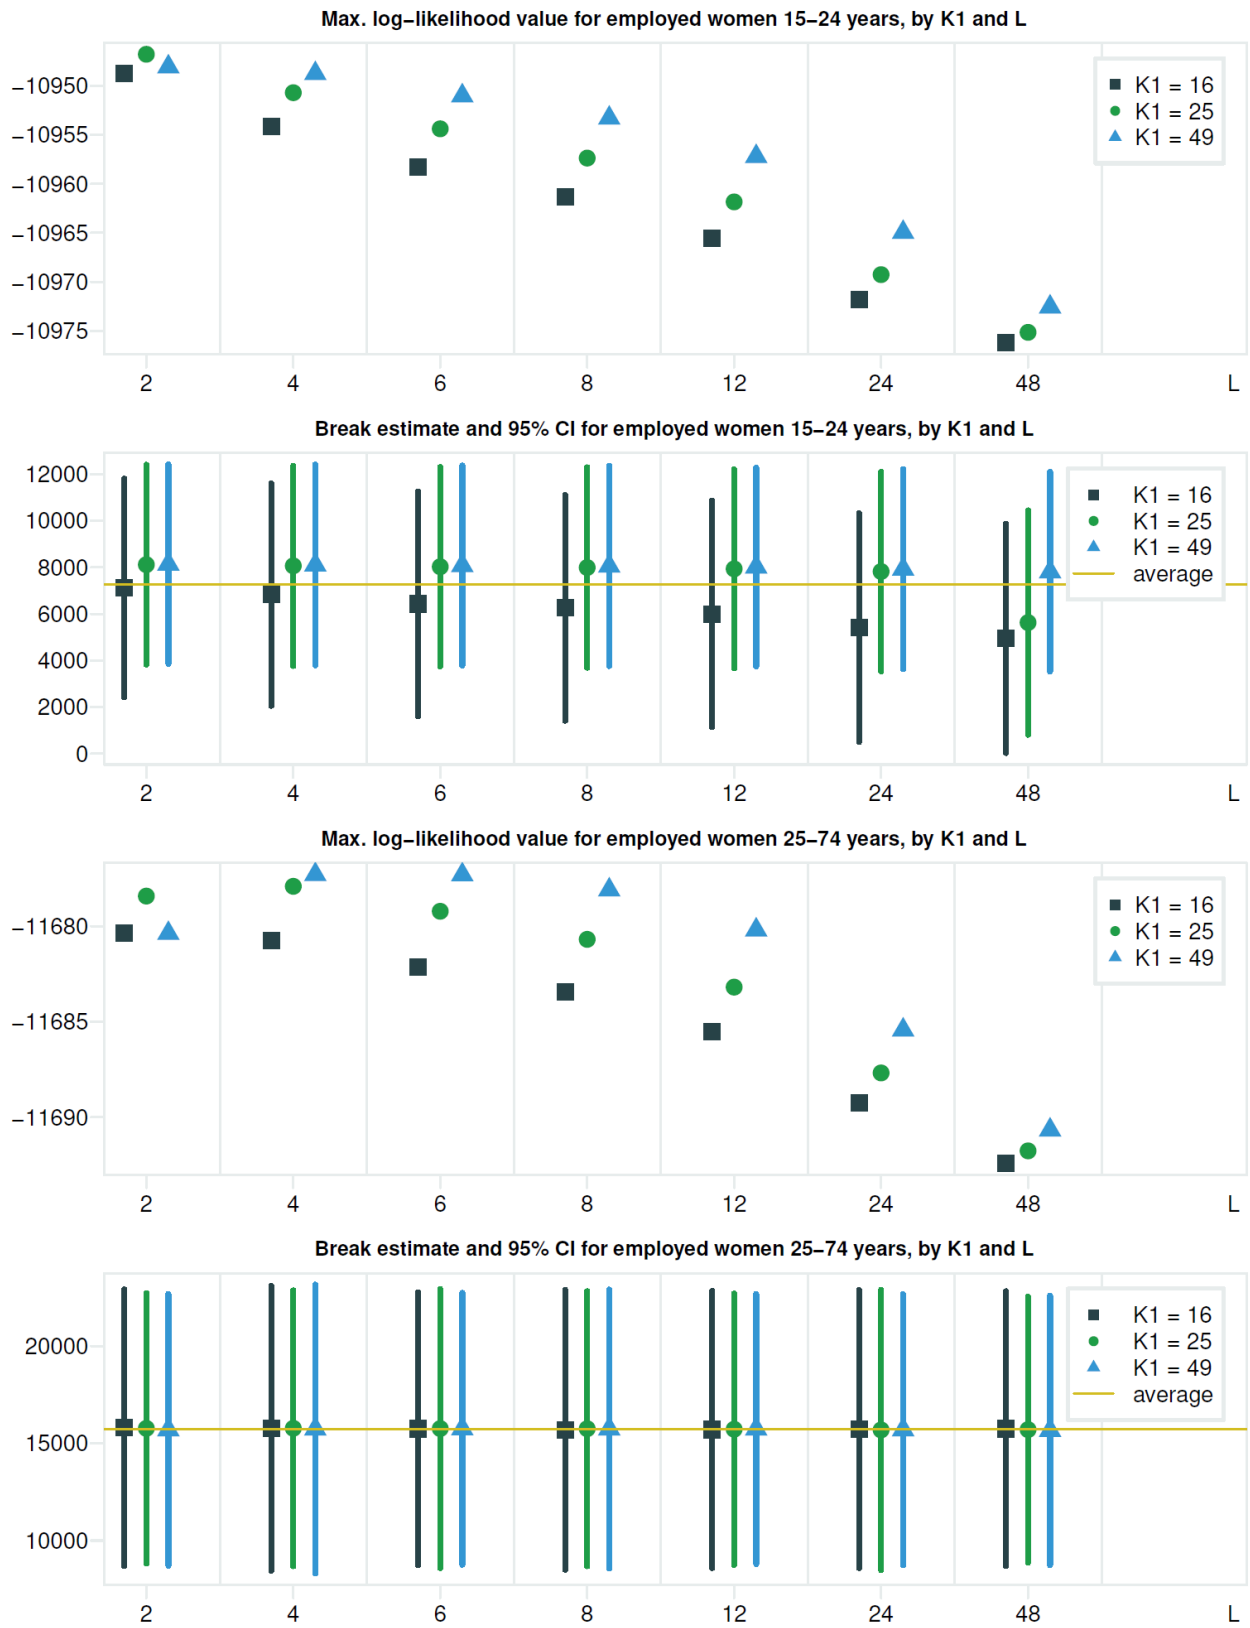 Max. log−likelihood value for employed women 15−24 years, by K1 and L
−10950
−10955
−10960
−10965
−10970
−10975
K1 = 16
K1 = 25
K1 = 49
2 4 6 8 12 24 48 L
Break estimate and 95% CI for employed women 15−24 years, by K1 and L
12000
10000
8000
6000
4000
2000
0
K1 = 16
K1 = 25
K1 = 49
average
2 4 6 8 12 24 48 L
Max. log−likelihood value for employed women 25−74 years, by K1 and L
−11680
−11685
−11690
K1 = 16
K1 = 25
K1 = 49
2 4 6 8 12 24 48 L
Break estimate and 95% CI for employed women 25−74 years, by K1 and L
20000
15000
10000
K1 = 16
K1 = 25
K1 = 49
average
2 4 6 8 12 24 48 L